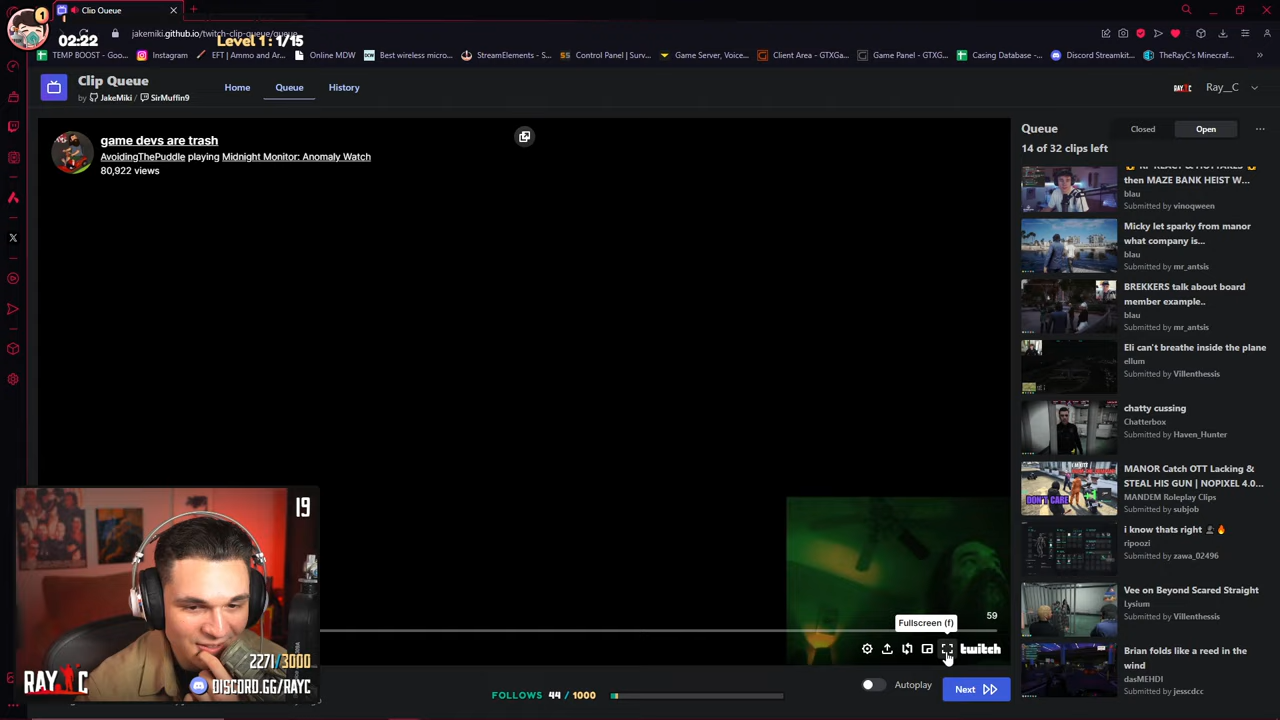 Clip Queue
1
02:22
Level 1 : 1/15
jakemiki.github.io/twitch-clip-queue/queue
TEMP BOOST - Goo...
Instagram
EFT | Ammo and Ar...
Online MDW
Best wireless micro...
StreamElements - S...
Control Panel | Surv...
Game Server, Voice...
Client Area - GTXGa...
Game Panel - GTXG...
Casing Database -...
Discord Streamkit...
TheRayC's Minecraf...
Clip Queue
by JakeMiki / SirMuffin9
Home
Queue
History
RAY_C
Ray__C
game devs are trash
AvoidingThePuddle playing Midnight Monitor: Anomaly Watch
80,922 views
Queue
Closed
Open
14 of 32 clips left
then MAZE BANK HEIST W...
blau
Submitted by vinoqween
Micky let sparky from manor
what company is...
blau
Submitted by mr_antsis
BREKKERS talk about board
member example..
blau
Submitted by mr_antsis
Eli can't breathe inside the plane
ellum
Submitted by Villenthessis
chatty cussing
Chatterbox
Submitted by Haven_Hunter
DON'T CARE
MANOR Catch OTT Lacking &
STEAL HIS GUN | NOPIXEL 4.0...
MANDEM Roleplay Clips
Submitted by subjob
i know thats right
ripoozi
Submitted by zawa_02496
Vee on Beyond Scared Straight
Lysium
Submitted by Villenthessis
Brian folds like a reed in the
wind
dasMEHDI
Submitted by jesscdcc
19
59
Fullscreen (f)
twitch
2271/3000
RAY C
DISCORD.GG/RAYC
FOLLOWS 44 / 1000
Autoplay
Next